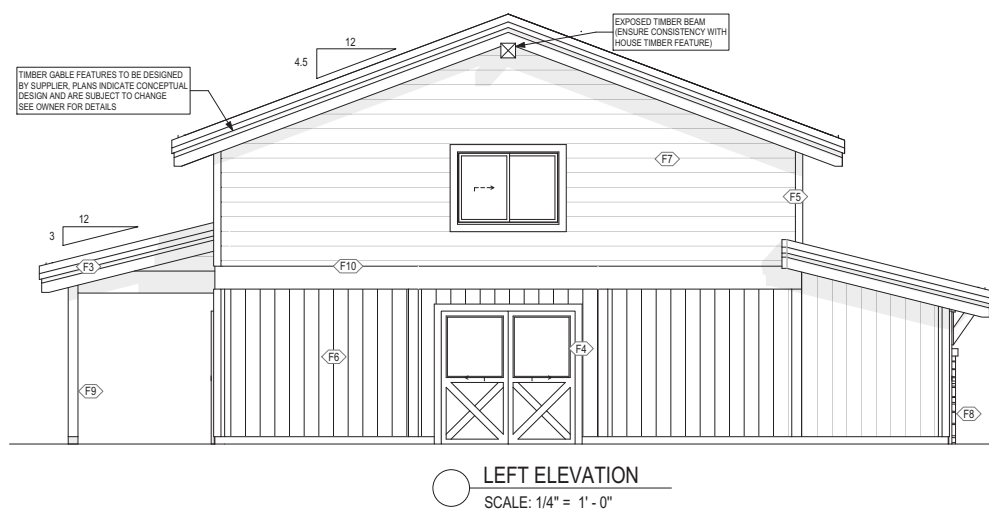 EXPOSED TIMBER BEAM
(ENSURE CONSISTENCY WITH
HOUSE TIMBER FEATURE)
12
4.5
TIMBER GABLE FEATURES TO BE DESIGNED
BY SUPPLIER, PLANS INDICATE CONCEPTUAL
DESIGN AND ARE SUBJECT TO CHANGE
SEE OWNER FOR DETAILS
F7
F5
12
3
F3
F10
F6
F4
F9
F8
LEFT ELEVATION
SCALE: 1/4" = 1' - 0"